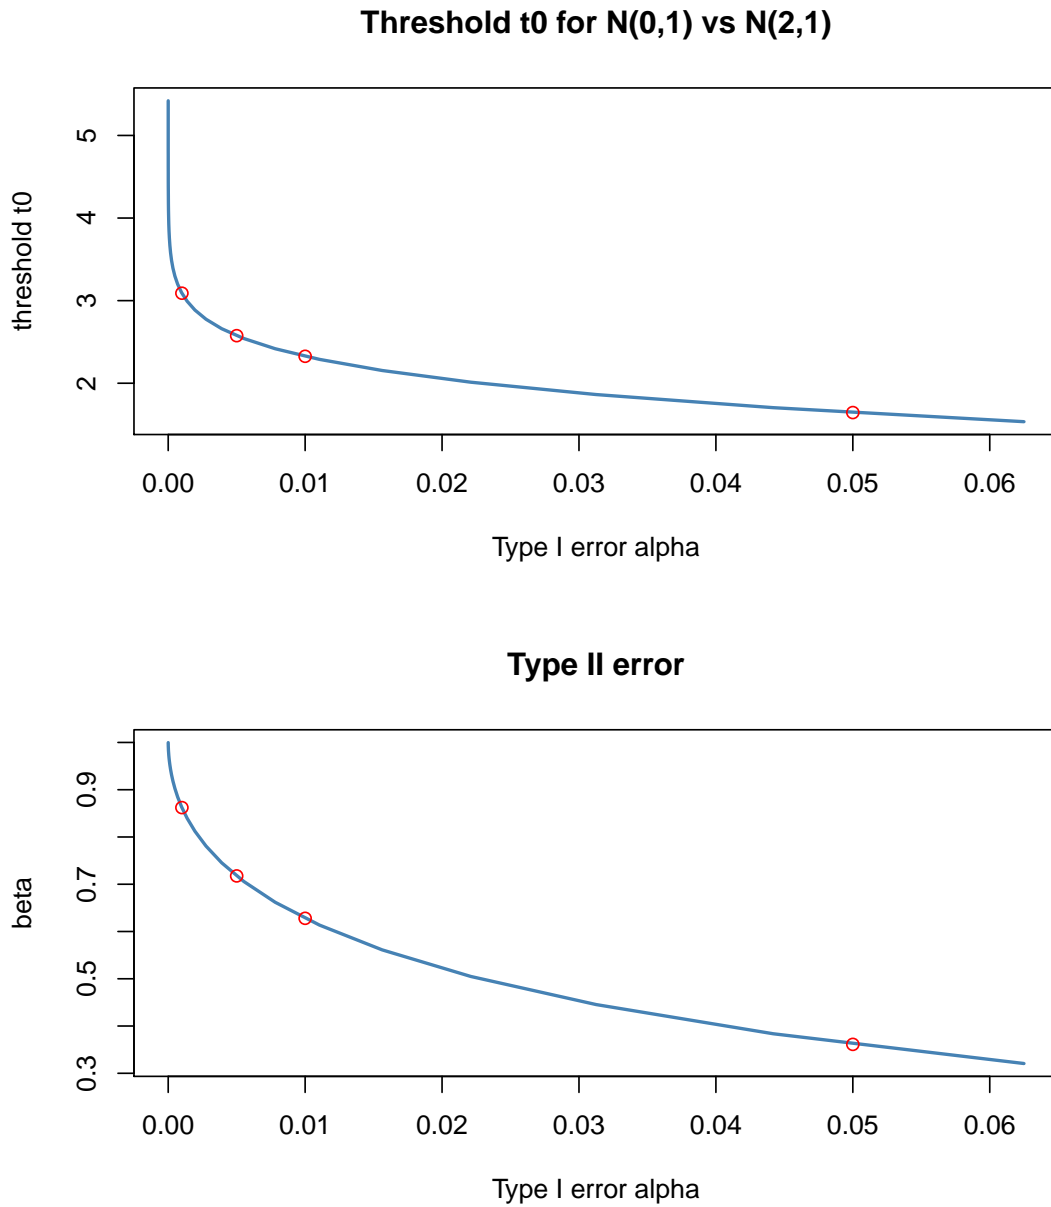 Threshold t0 for N(0,1) vs N(2,1)
threshold t0
5
4
3
2
0.00 0.01 0.02 0.03 0.04 0.05 0.06
Type I error alpha
Type II error
beta
0.9
0.7
0.5
0.3
0.00 0.01 0.02 0.03 0.04 0.05 0.06
Type I error alpha